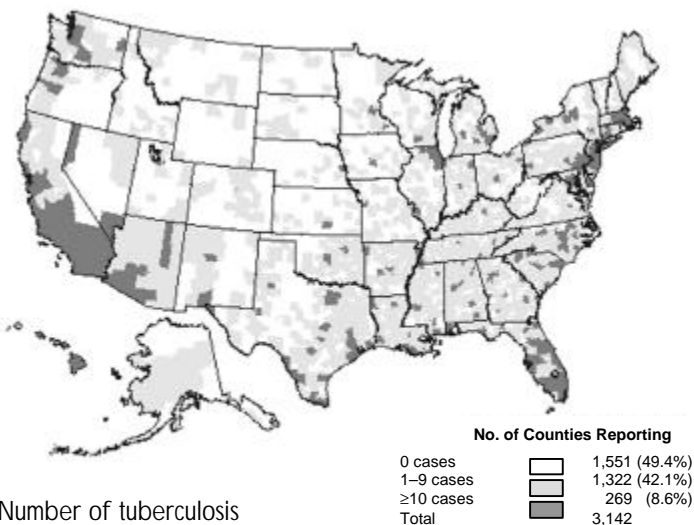 No. of Counties Reporting
0 cases 1,551 (49.4%)
1–9 cases 1,322 (42.1%)
≥10 cases 269 (8.6%)
Total 3,142
Number of tuberculosis